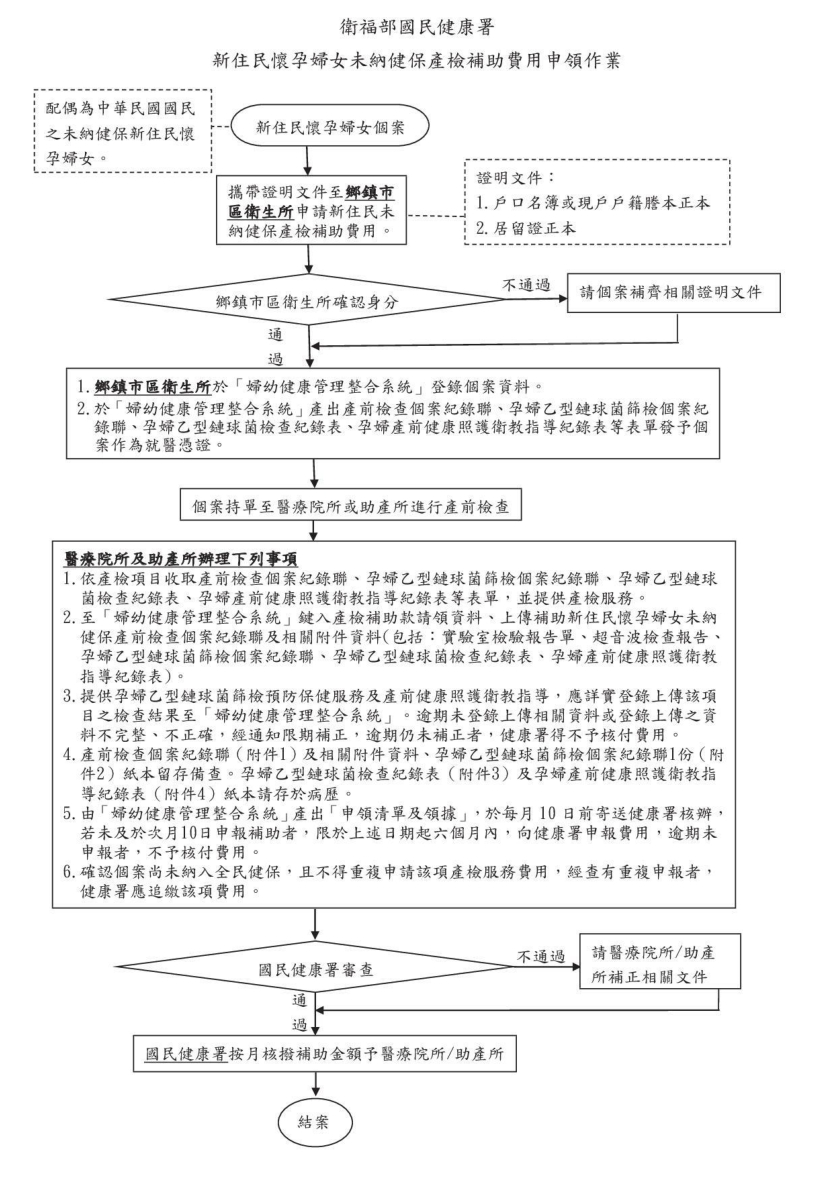 衛福部國民健康署
新住民懷孕婦女未納健保產檢補助費用申領作業
配偶為中華民國國民
之未納健保新住民懷
孕婦女。
新住民懷孕婦女個案
攜帶證明文件至鄉鎮市
區衛生所申請新住民未
納健保產檢補助費用。
證明文件：
1.戶口名簿或現戶戶籍謄本正本
2.居留證正本
鄉鎮市區衛生所確認身分
不通過
請個案補齊相關證明文件
通
過
1.鄉鎮市區衛生所於「婦幼健康管理整合系統」登錄個案資料。
2.於「婦幼健康管理整合系統」產出產前檢查個案紀錄聯、孕婦乙型鏈球菌篩檢個案紀
錄聯、孕婦乙型鏈球菌檢查紀錄表、孕婦產前健康照護衛教指導紀錄表等表單發予個
案作為就醫憑證。
個案持單至醫療院所或助產所進行產前檢查
醫療院所及助產所辦理下列事項
1.依產檢項目收取產前檢查個案紀錄聯、孕婦乙型鏈球菌篩檢個案紀錄聯、孕婦乙型鏈球
菌檢查紀錄表、孕婦產前健康照護衛教指導紀錄表等表單，並提供產檢服務。
2.至「婦幼健康管理整合系統」鍵入產檢補助款請領資料、上傳補助新住民懷孕婦女未納
健保產前檢查個案紀錄聯及相關附件資料(包括：實驗室檢驗報告單、超音波檢查報告、
孕婦乙型鏈球菌篩檢個案紀錄聯、孕婦乙型鏈球菌檢查紀錄表、孕婦產前健康照護衛教
指導紀錄表)。
3.提供孕婦乙型鏈球菌篩檢預防保健服務及產前健康照護衛教指導，應詳實登錄上傳該項
目之檢查結果至「婦幼健康管理整合系統」。逾期未登錄上傳相關資料或登錄上傳之資
料不完整、不正確，經通知限期補正，逾期仍未補正者，健康署得不予核付費用。
4.產前檢查個案紀錄聯（附件1）及相關附件資料、孕婦乙型鏈球菌篩檢個案紀錄聯1份（附
件2）紙本留存備查。孕婦乙型鏈球菌檢查紀錄表（附件3）及孕婦產前健康照護衛教指
導紀錄表（附件4）紙本請存於病歷。
5.由「婦幼健康管理整合系統」產出「申領清單及領據」，於每月 10 日前寄送健康署核辦，
若未及於次月10日申報補助者，限於上述日期起六個月內，向健康署申報費用，逾期未
申報者，不予核付費用。
6.確認個案尚未納入全民健保，且不得重複申請該項產檢服務費用，經查有重複申報者，
健康署應追繳該項費用。
國民健康署審查
不通過
請醫療院所/助產
所補正相關文件
通
過
國民健康署按月核撥補助金額予醫療院所/助產所
結案